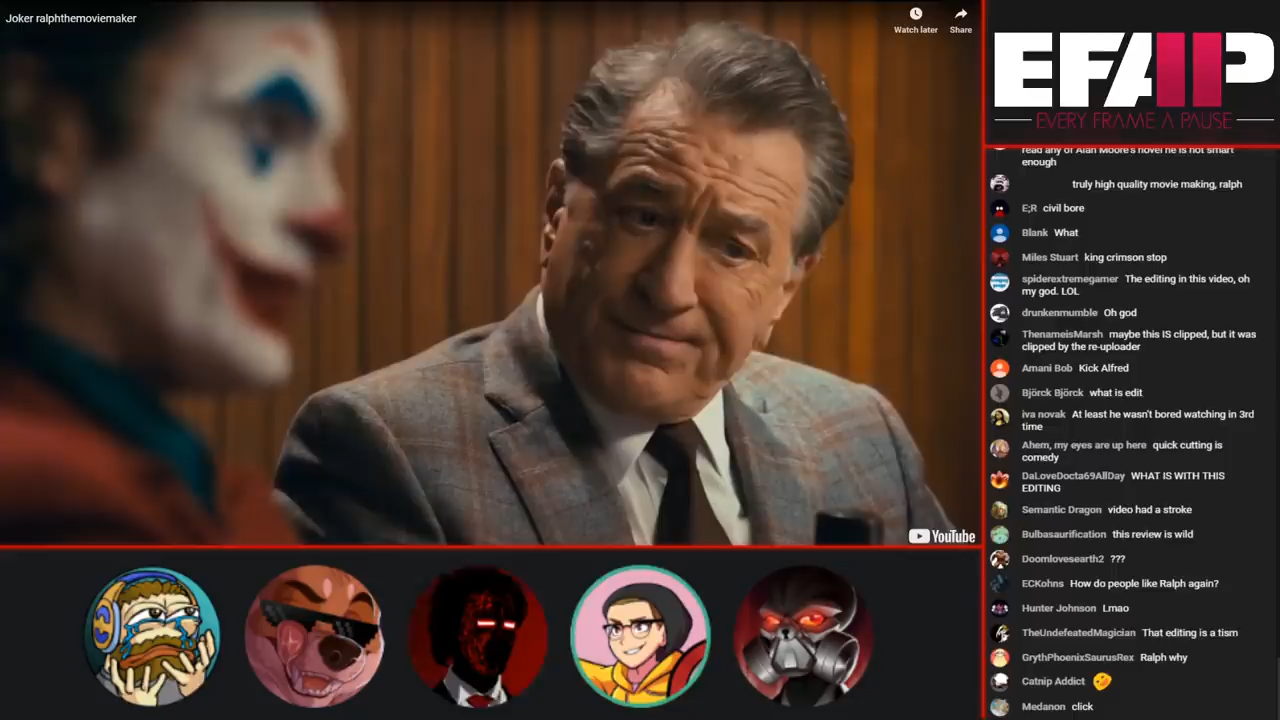 Joker ralphthemoviemaker
Watch later
Share
YouTube
EFAP
EVERY FRAME A PAUSE
read any of Alan Moore's novel he is not smart
enough
truly high quality movie making, ralph
E;R civil bore
Blank What
Miles Stuart king crimson stop
spiderextremegamer The editing in this video, oh
my god. LOL
drunkenmumble Oh god
ThenameisMarsh maybe this IS clipped, but it was
clipped by the re-uploader
Amani Bob Kick Alfred
Björck Björck what is edit
iva novak At least he wasn't bored watching in 3rd
time
Ahem, my eyes are up here quick cutting is
comedy
DaLoveDocta69AllDay WHAT IS WITH THIS
EDITING
Semantic Dragon video had a stroke
Bulbasaurification this review is wild
Doomlovesearth2 ???
ECKohns How do people like Ralph again?
Hunter Johnson Lmao
TheUndefeatedMagician That editing is a tism
GrythPhoenixSaurusRex Ralph why
Catnip Addict
Medanon click